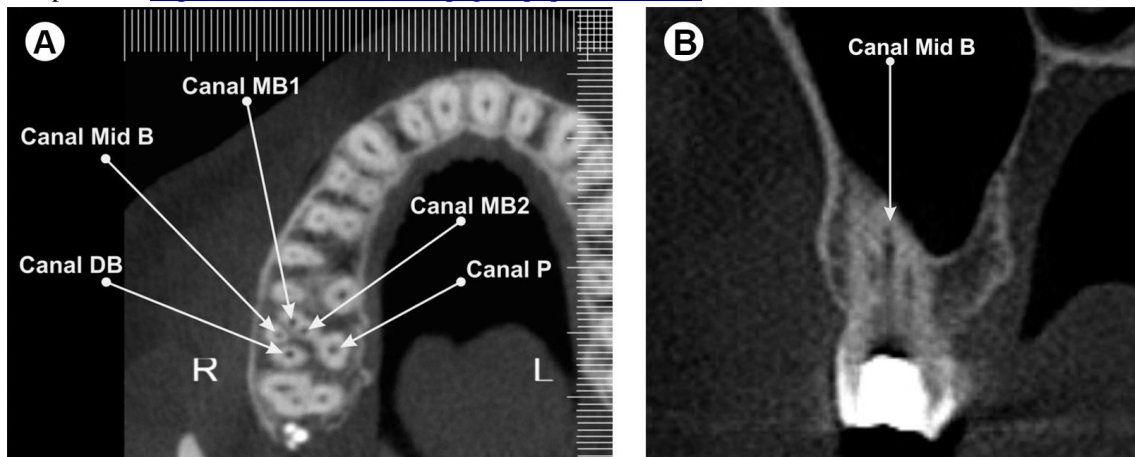 A
Canal MB1
Canal Mid B
Canal MB2
Canal DB
Canal P
R
L
B
Canal Mid B